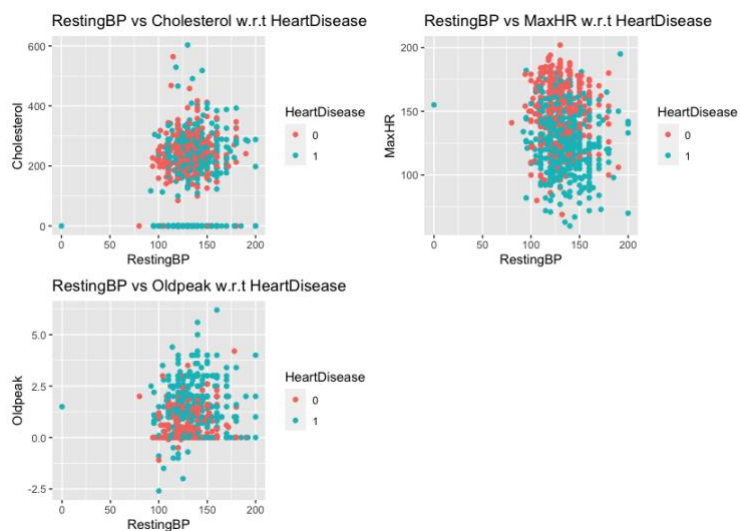 RestingBP vs Cholesterol w.r.t HeartDisease
600
400
200
0
Cholesterol
0 50 100 150 200
RestingBP
HeartDisease
0
1
RestingBP vs MaxHR w.r.t HeartDisease
200
150
100
MaxHR
0 50 100 150 200
RestingBP
HeartDisease
0
1
RestingBP vs Oldpeak w.r.t HeartDisease
5.0
2.5
0.0
-2.5
Oldpeak
0 50 100 150 200
RestingBP
HeartDisease
0
1